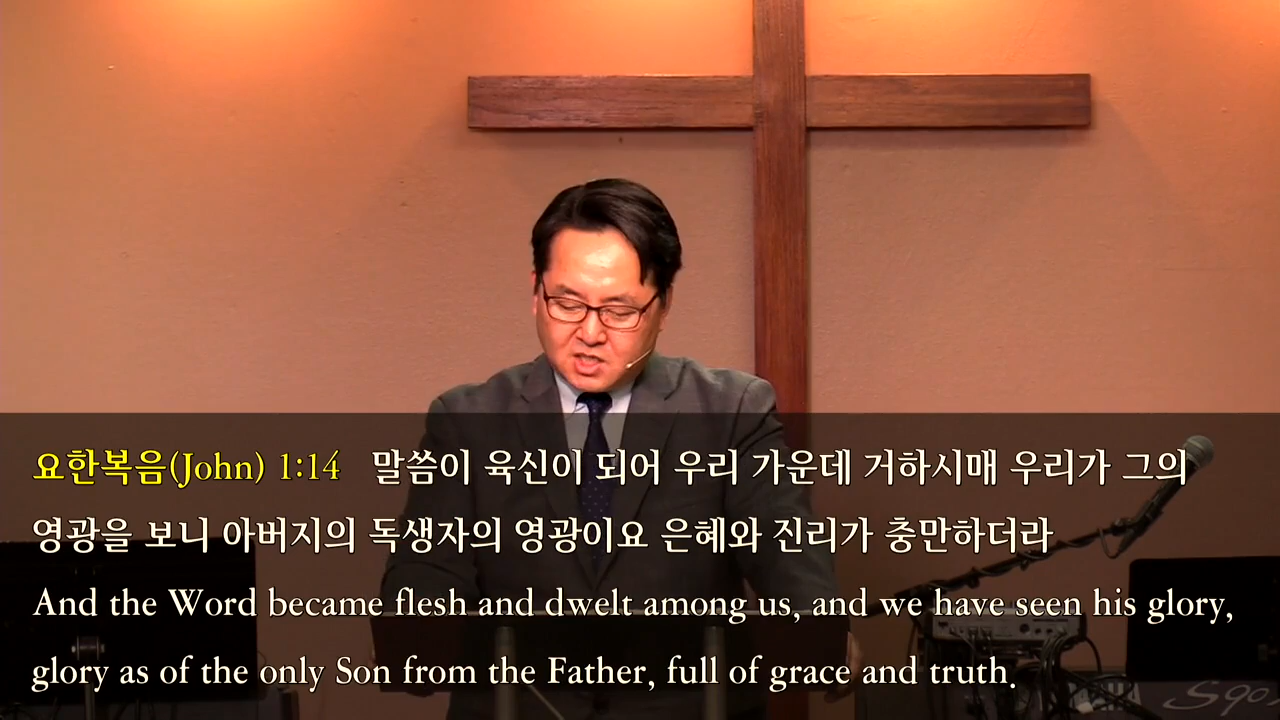 요한복음(John) 1:14 말씀이 육신이 되어 우리 가운데 거하시매 우리가 그의
영광을 보니 아버지의 독생자의 영광이요 은혜와 진리가 충만하더라
And the Word became flesh and dwelt among us, and we have seen his glory,
glory as of the only Son from the Father, full of grace and truth.